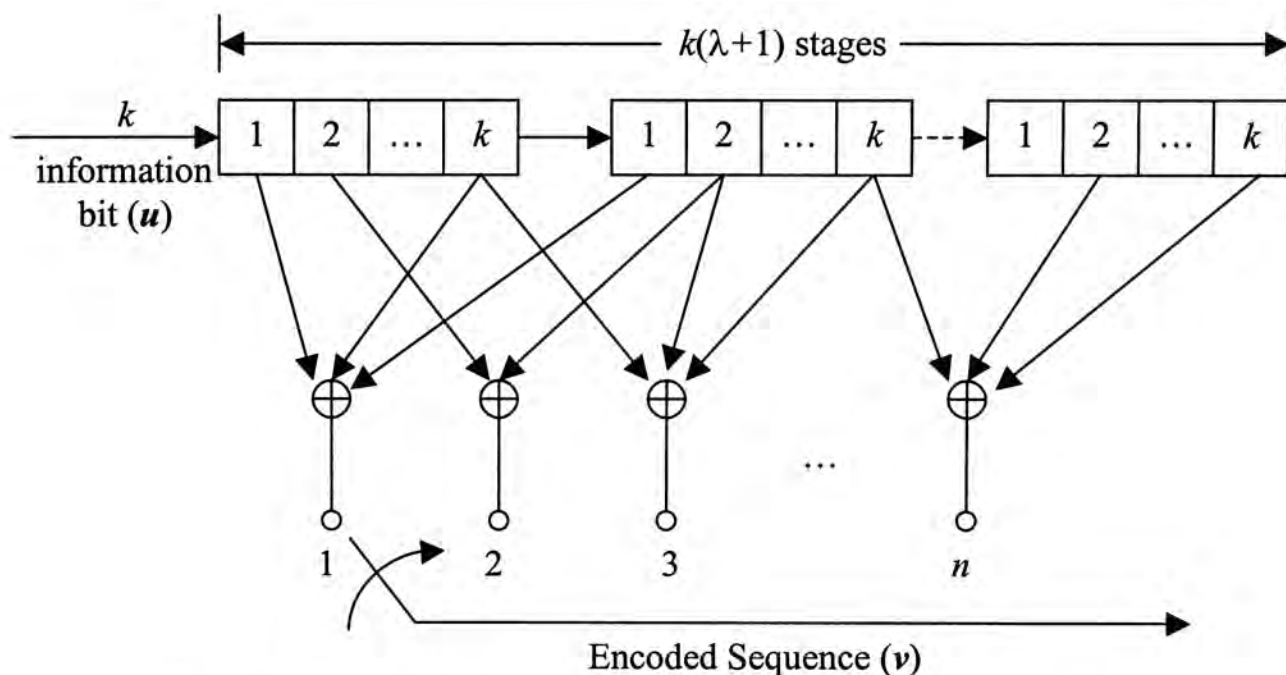 k(λ+1) stages
k
information
bit (u)
1 2 … k
1 2 … k
1 2 … k
…
1 2 3 n
Encoded Sequence (v)